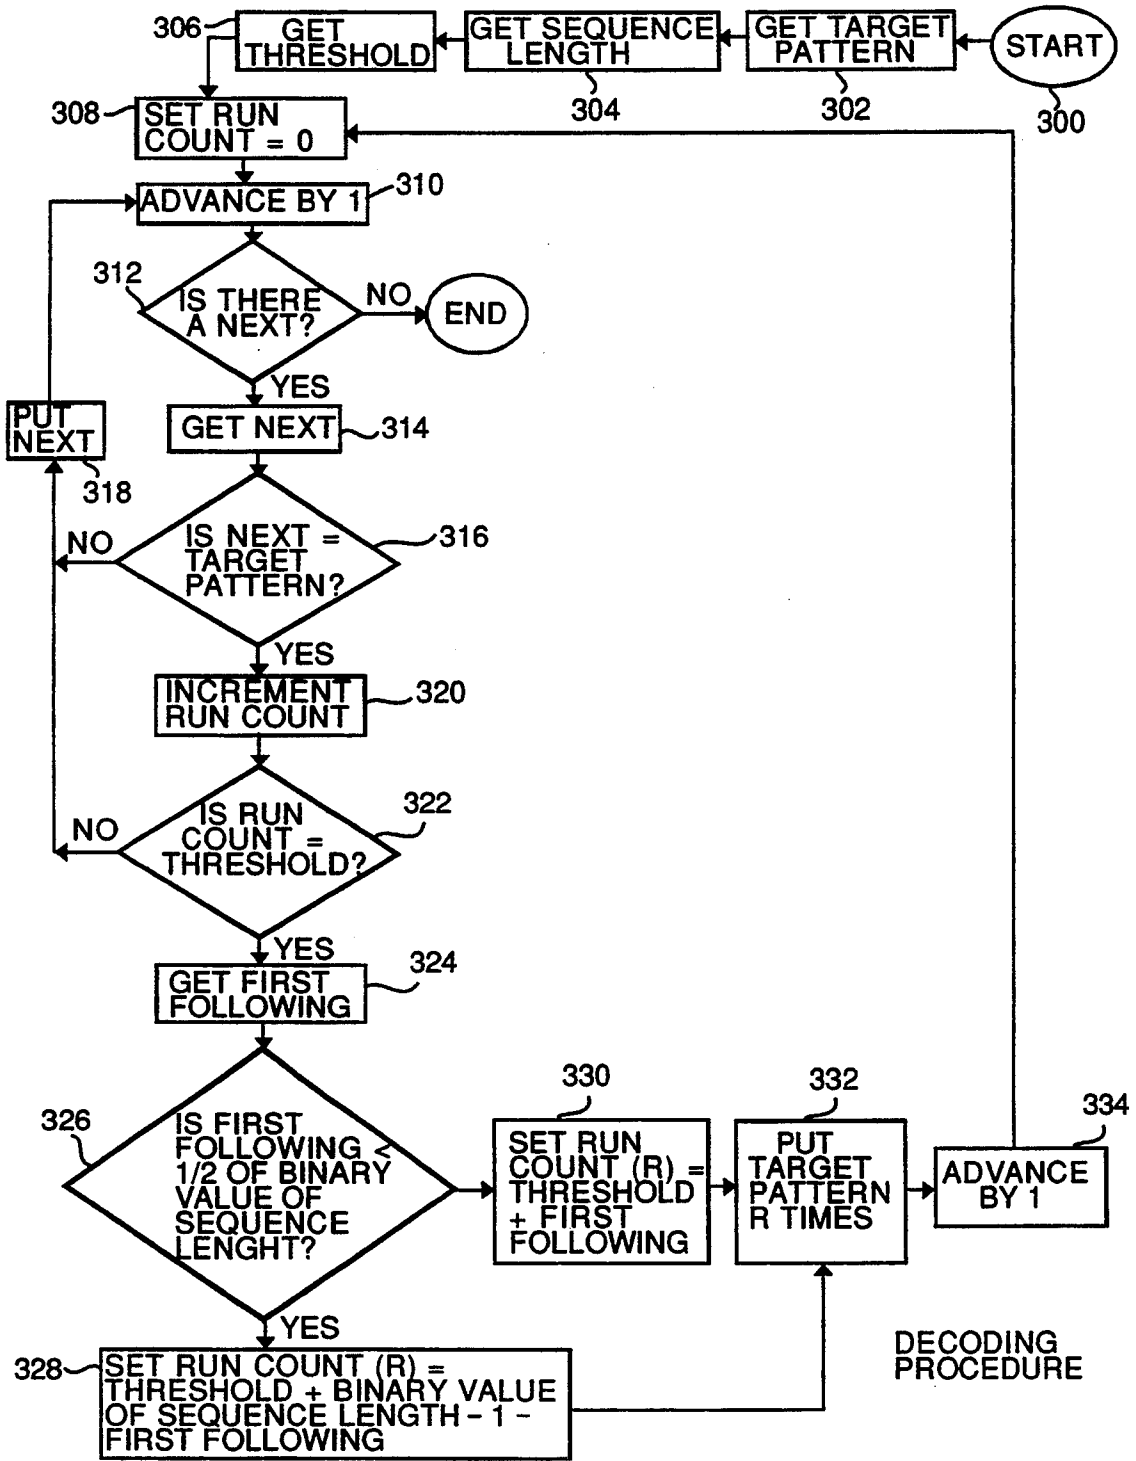 START
300
GET TARGET
PATTERN
302
GET SEQUENCE
LENGTH
304
GET
THRESHOLD
306
308
SET RUN
COUNT = 0
ADVANCE BY 1
310
312
IS THERE
A NEXT?
NO
END
YES
GET NEXT
314
PUT
NEXT
318
IS NEXT =
TARGET
PATTERN?
316
NO
YES
INCREMENT
RUN COUNT
320
IS RUN
COUNT =
THRESHOLD?
322
NO
YES
GET FIRST
FOLLOWING
324
326
IS FIRST
FOLLOWING <
1/2 OF BINARY
VALUE OF
SEQUENCE
LENGHT?
YES
328
SET RUN COUNT (R) =
THRESHOLD + BINARY VALUE
OF SEQUENCE LENGTH - 1 -
FIRST FOLLOWING
330
SET RUN
COUNT (R) =
THRESHOLD
+ FIRST
FOLLOWING
332
PUT
TARGET
PATTERN
R TIMES
334
ADVANCE
BY 1
DECODING
PROCEDURE